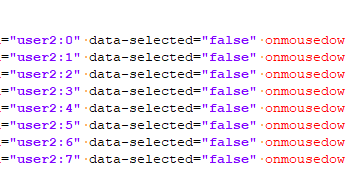 ="user2:0" data-selected="false" onmousedow
="user2:1" data-selected="false" onmousedow
="user2:2" data-selected="false" onmousedow
="user2:3" data-selected="false" onmousedow
="user2:4" data-selected="false" onmousedow
="user2:5" data-selected="false" onmousedow
="user2:6" data-selected="false" onmousedow
="user2:7" data-selected="false" onmousedow